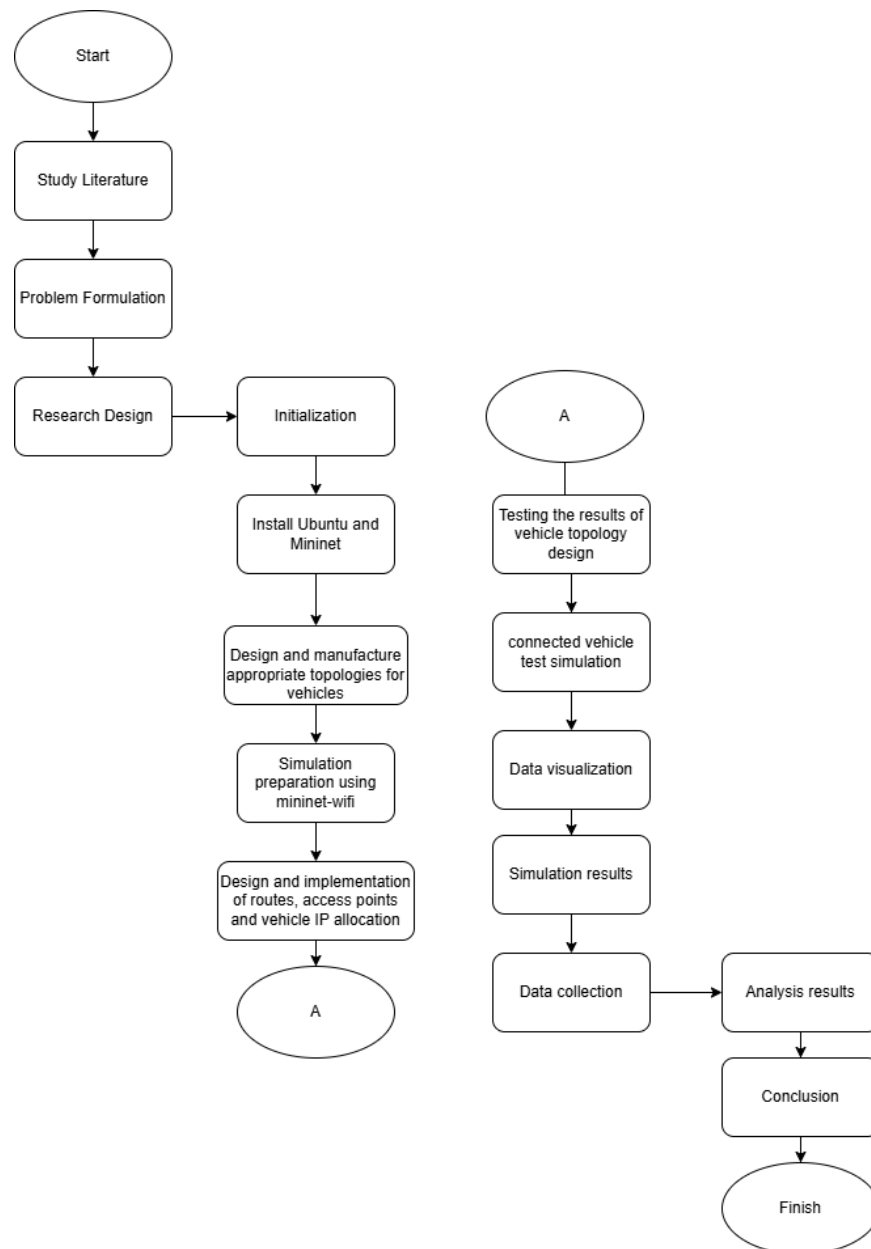 Start
Study Literature
Problem Formulation
Research Design
Initialization
Install Ubuntu and
Mininet
Design and manufacture
appropriate topologies for
vehicles
Simulation
preparation using
mininet-wifi
Design and implementation
of routes, access points
and vehicle IP allocation
A
A
Testing the results of
vehicle topology
design
connected vehicle
test simulation
Data visualization
Simulation results
Data collection
Analysis results
Conclusion
Finish